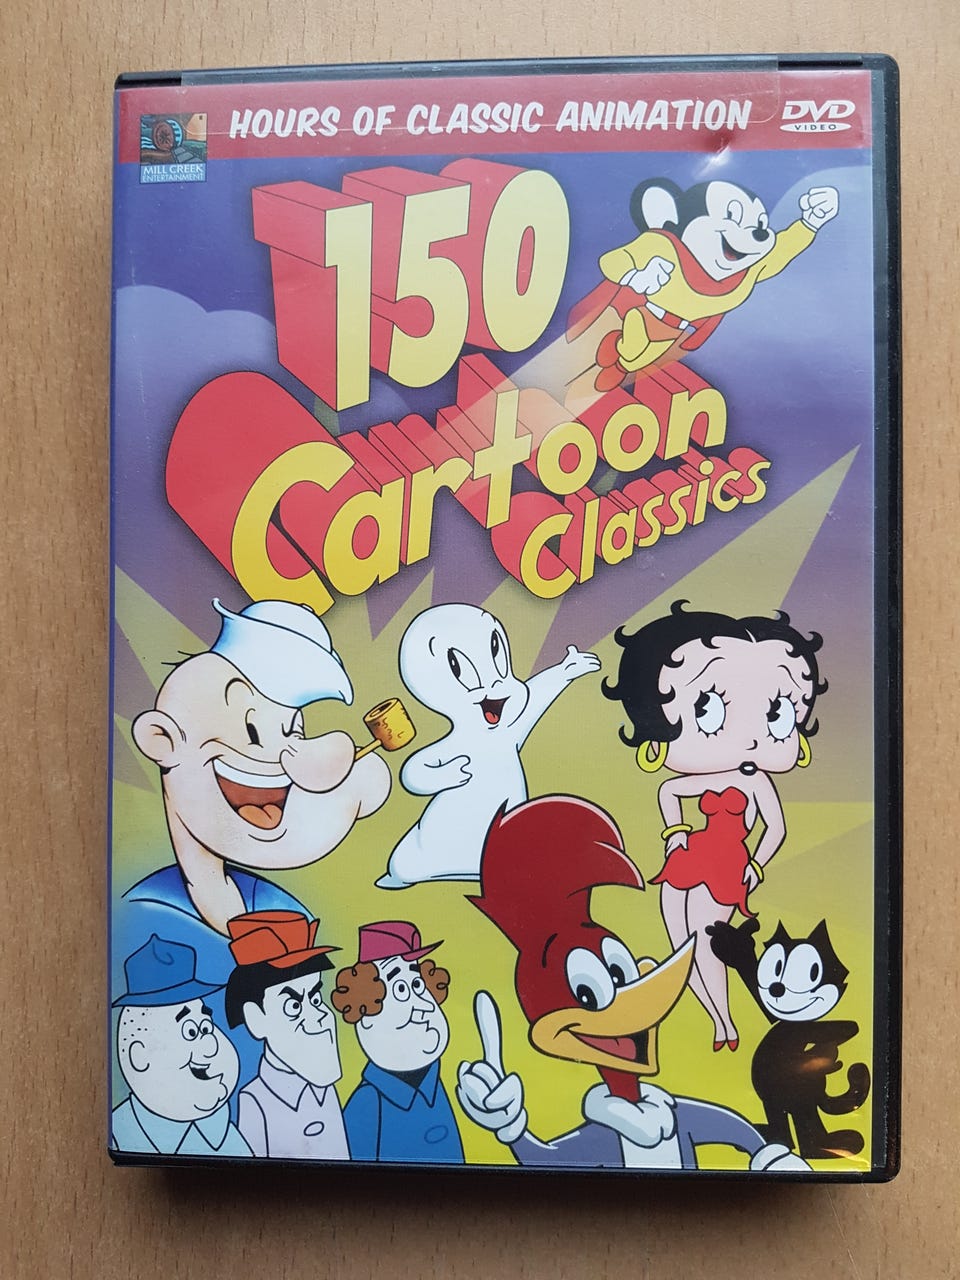 HOURS OF CLASSIC ANIMATION
DVD
VIDEO
MILL CREEK
ENTERTAINMENT
150
Cartoon
Classics